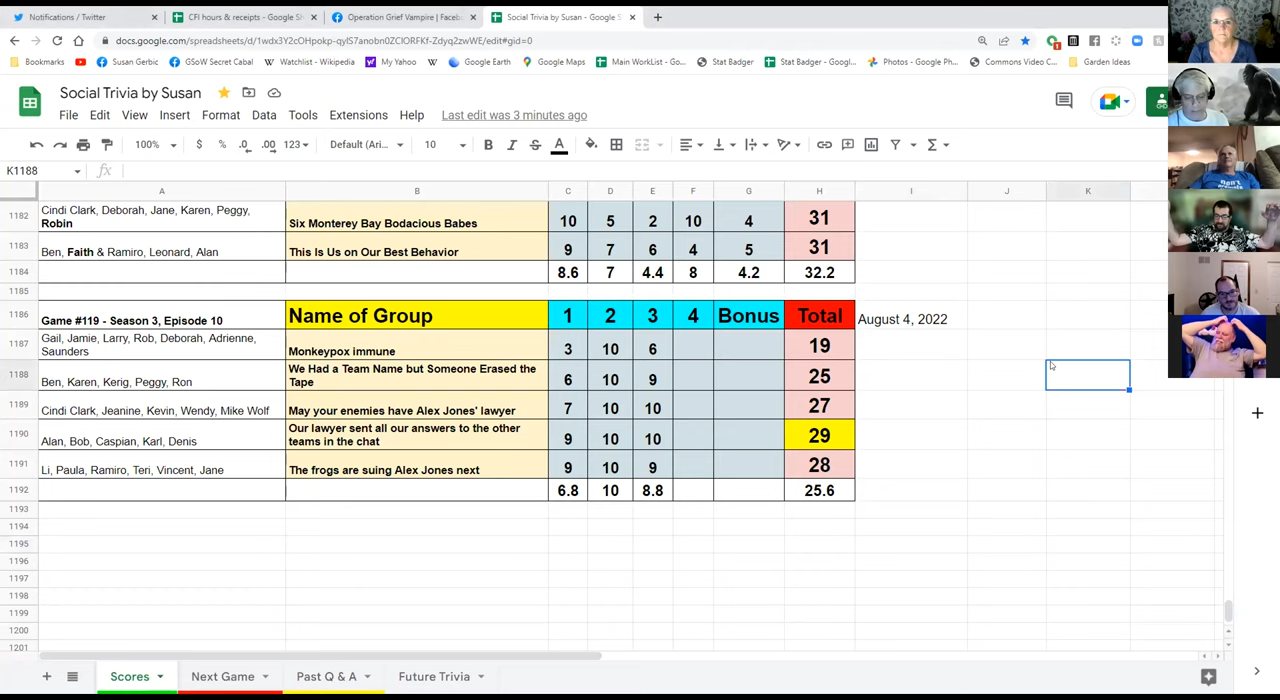 Notifications / Twitter
CFI hours & receipts - Google Sh
Operation Grief Vampire | Faceb
Social Trivia by Susan - Google S
docs.google.com/spreadsheets/d/
/edit#gid=0
Bookmarks
Susan Gerbic
GSoW Secret Cabal
Watchlist - Wikipedia
My Yahoo
Google Earth
Google Maps
Main WorkList - Go...
Stat Badger
Stat Badger - Googl...
Photos - Google Ph...
Commons Video C...
Garden Ideas
Social Trivia by Susan
File Edit View Insert Format Data Tools Extensions Help Last edit was 3 minutes ago
100% $ % .0 .00 123 Default (Ari... 10 B I S A
K1188 fx
A B C D E F G H I J K
1182 Cindi Clark, Deborah, Jane, Karen, Peggy,
Robin Six Monterey Bay Bodacious Babes 10 5 2 10 4 31
1183 Ben, Faith & Ramiro, Leonard, Alan This Is Us on Our Best Behavior 9 7 6 4 5 31
1184 8.6 7 4.4 8 4.2 32.2
1185
1186 Game #119 - Season 3, Episode 10 Name of Group 1 2 3 4 Bonus Total August 4, 2022
1187 Gail, Jamie, Larry, Rob, Deborah, Adrienne,
Saunders Monkeypox immune 3 10 6 19
1188 Ben, Karen, Kerig, Peggy, Ron We Had a Team Name but Someone Erased the
Tape 6 10 9 25
1189 Cindi Clark, Jeanine, Kevin, Wendy, Mike Wolf May your enemies have Alex Jones' lawyer 7 10 10 27
1190 Alan, Bob, Caspian, Karl, Denis Our lawyer sent all our answers to the other
teams in the chat 9 10 10 29
1191 Li, Paula, Ramiro, Teri, Vincent, Jane The frogs are suing Alex Jones next 9 10 9 28
1192 6.8 10 8.8 25.6
1193
1194
1195
1196
1197
1198
1199
1200
1201
Scores Next Game Past Q & A Future Trivia